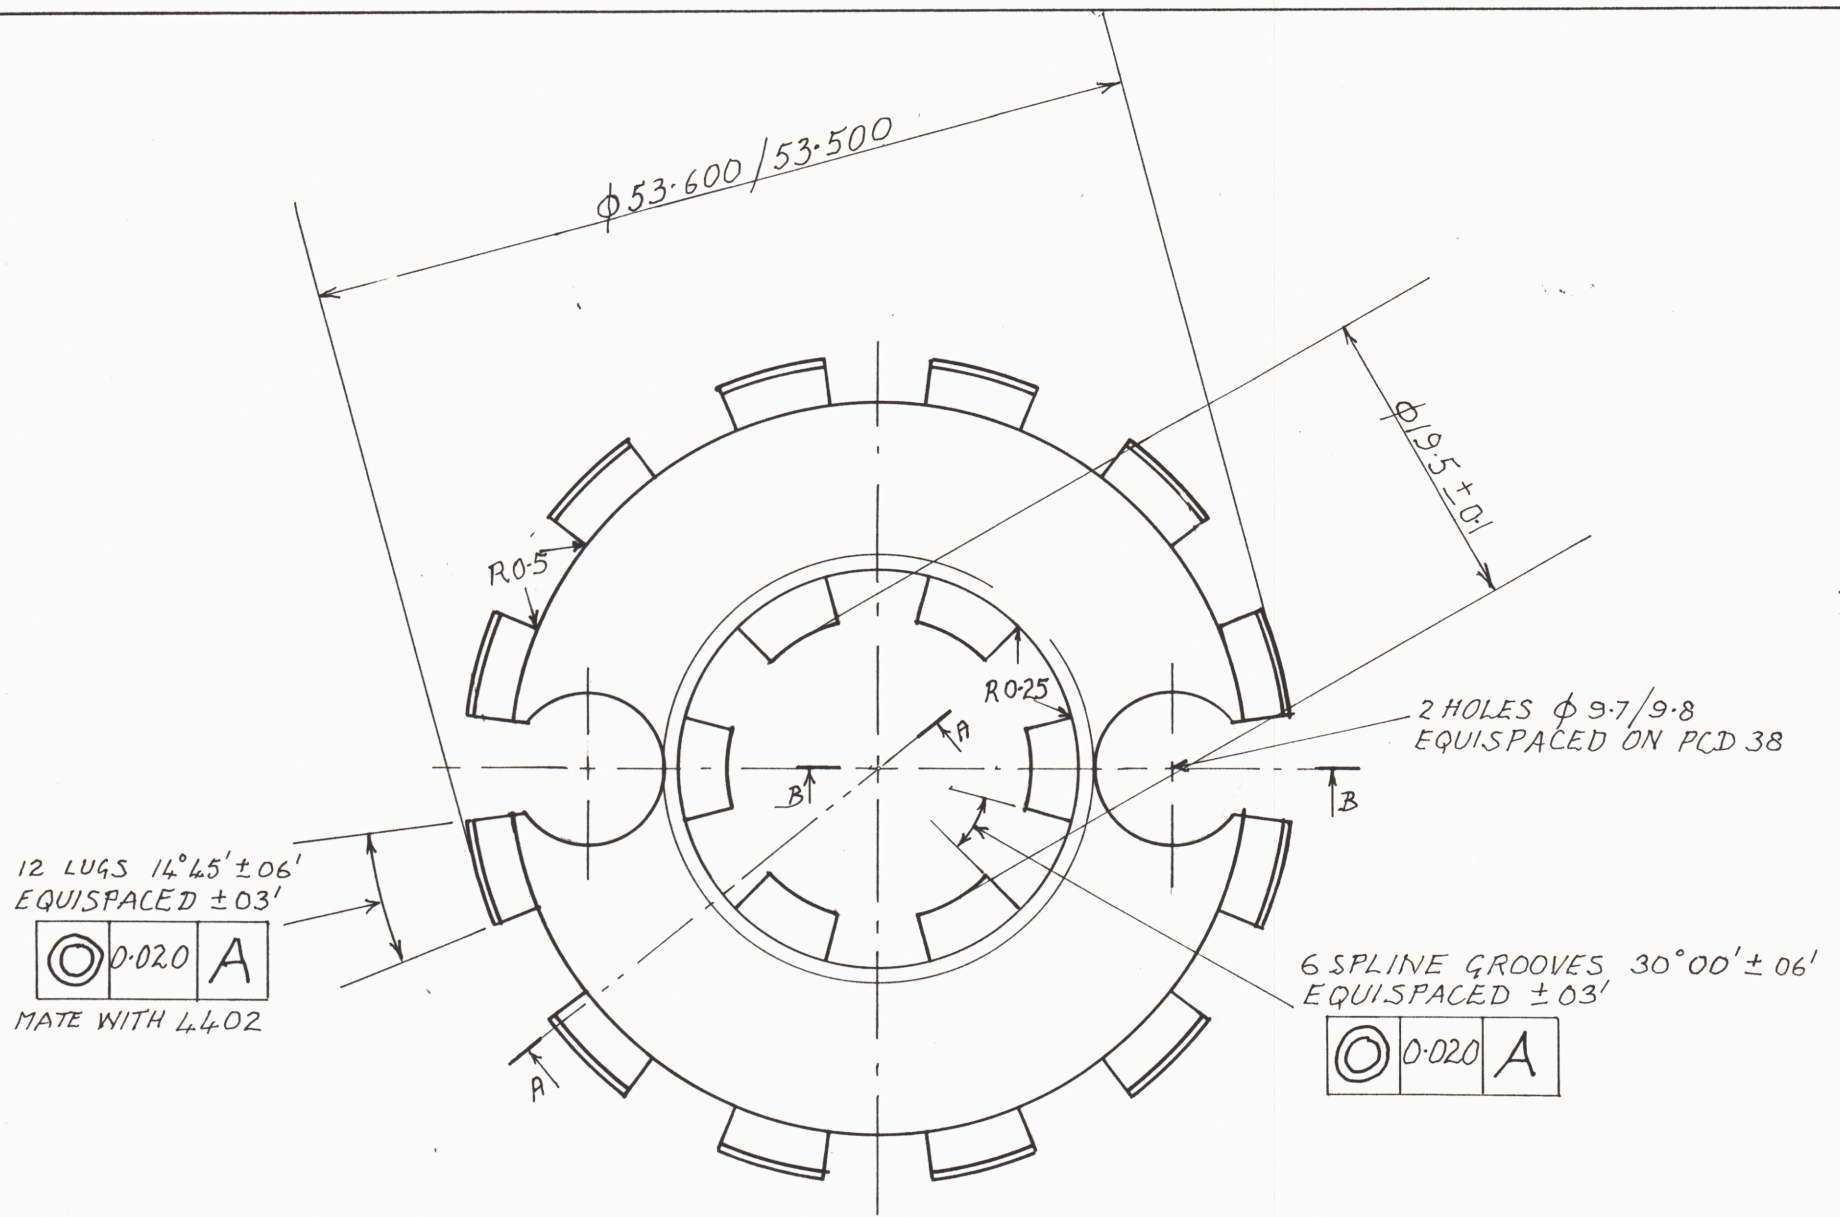 ϕ53·600/53·500
ϕ19.5±0·1
R0·5
R0·25
A
B
B
2 HOLES ϕ 9·7/9·8
EQUISPACED ON PCD 38
12 LUGS 14°45'±06'
EQUISPACED ±03'
◎ 0·020 A
MATE WITH 4402
6 SPLINE GROOVES 30°00'±06'
EQUISPACED ±03'
◎ 0·020 A
A